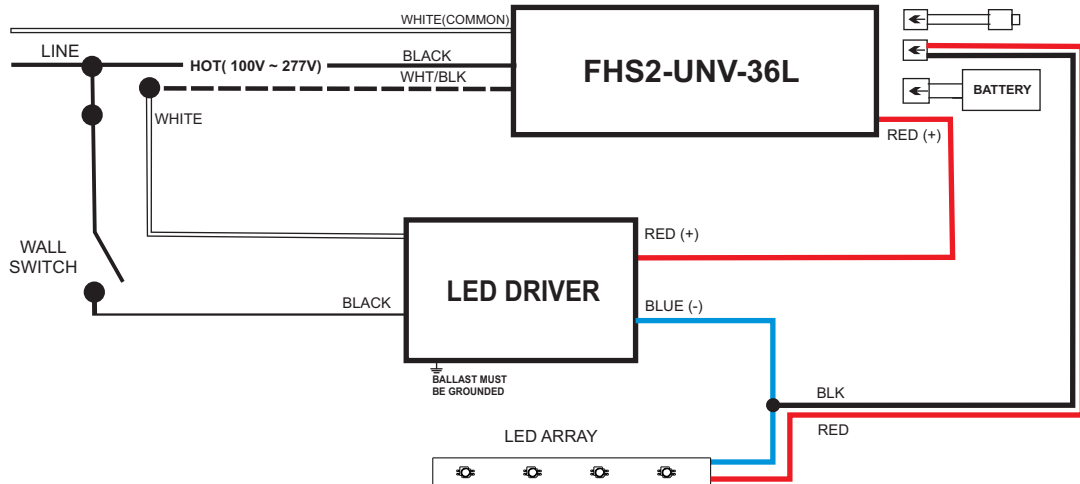 WHITE(COMMON)
LINE
HOT( 100V ~ 277V)
BLACK
WHT/BLK
FHS2-UNV-36L
BATTERY
WHITE
RED (+)
WALL
SWITCH
RED (+)
LED DRIVER
BLACK
BLUE (-)
BALLAST MUST
BE GROUNDED
BLK
RED
LED ARRAY